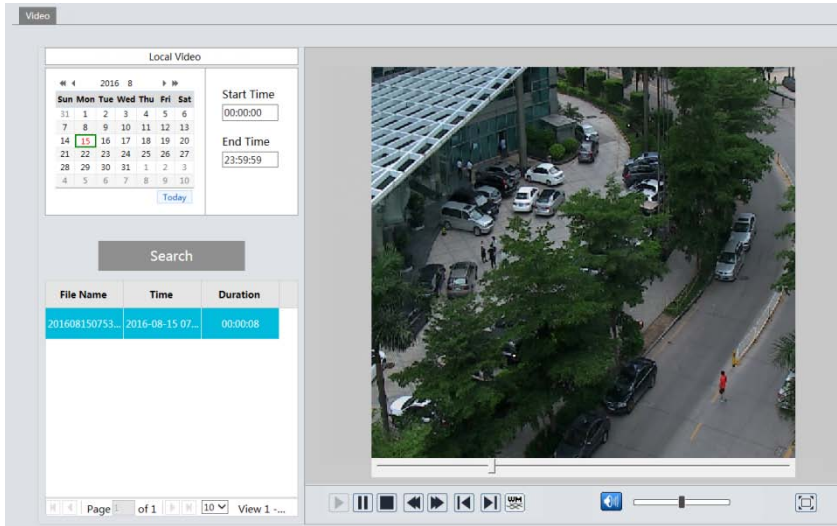 Video
Local Video
2016 8
Sun Mon Tue Wed Thu Fri Sat
31 1 2 3 4 5 6
7 8 9 10 11 12 13
14 15 16 17 18 19 20
21 22 23 24 25 26 27
28 29 30 31 1 2 3
4 5 6 7 8 9 10
Today
Start Time
00:00:00
End Time
23:59:59
Search
File Name Time Duration
201608150753... 2016-08-15 07... 00:00:08
Page 1 of 1 10 View 1 -...
WM